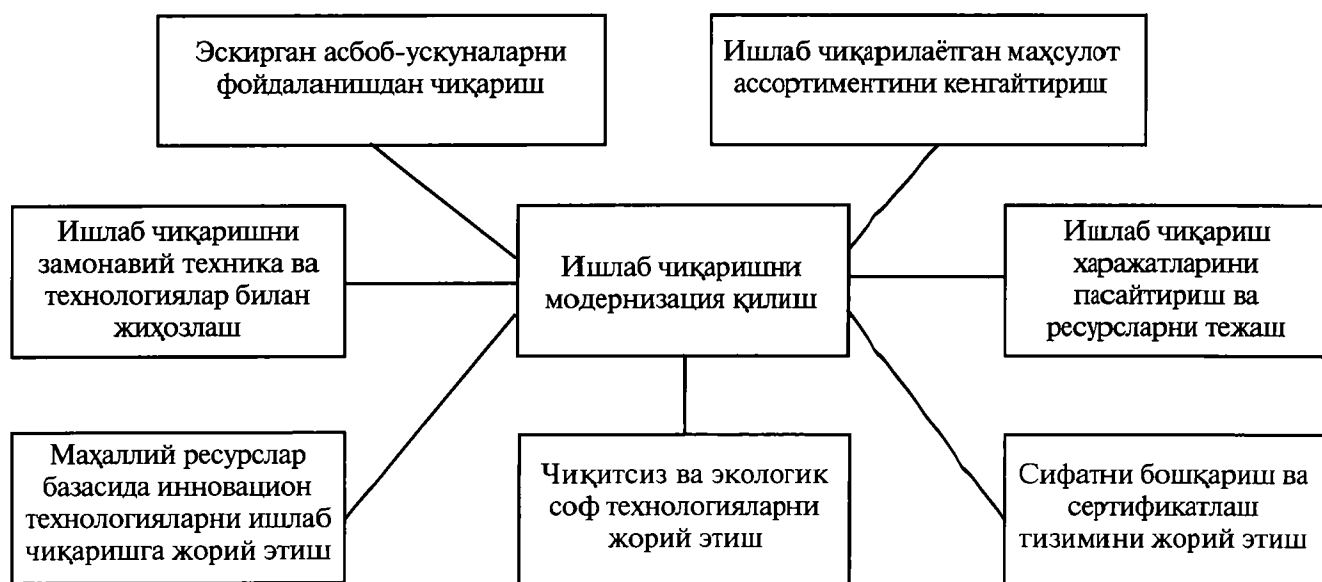 Эскирган асбоб-ускуналарни
фойдаланишдан чиқариш
Ишлаб чиқарилаётган маҳсулот
ассортиментини кенгайтириш
Ишлаб чиқаришни
замонавий техника ва
технологиялар билан
жиҳозлаш
Ишлаб чиқаришни
модернизация қилиш
Ишлаб чиқариш
харажатларини
пасайтириш ва
ресурсларни тежаш
Маҳаллий ресурслар
базасида инновацион
технологияларни ишлаб
чиқаришга жорий этиш
Чиқитсиз ва экологик
соф технологияларни
жорий этиш
Сифатни бошқариш ва
сертификатлаш
тизимини жорий этиш